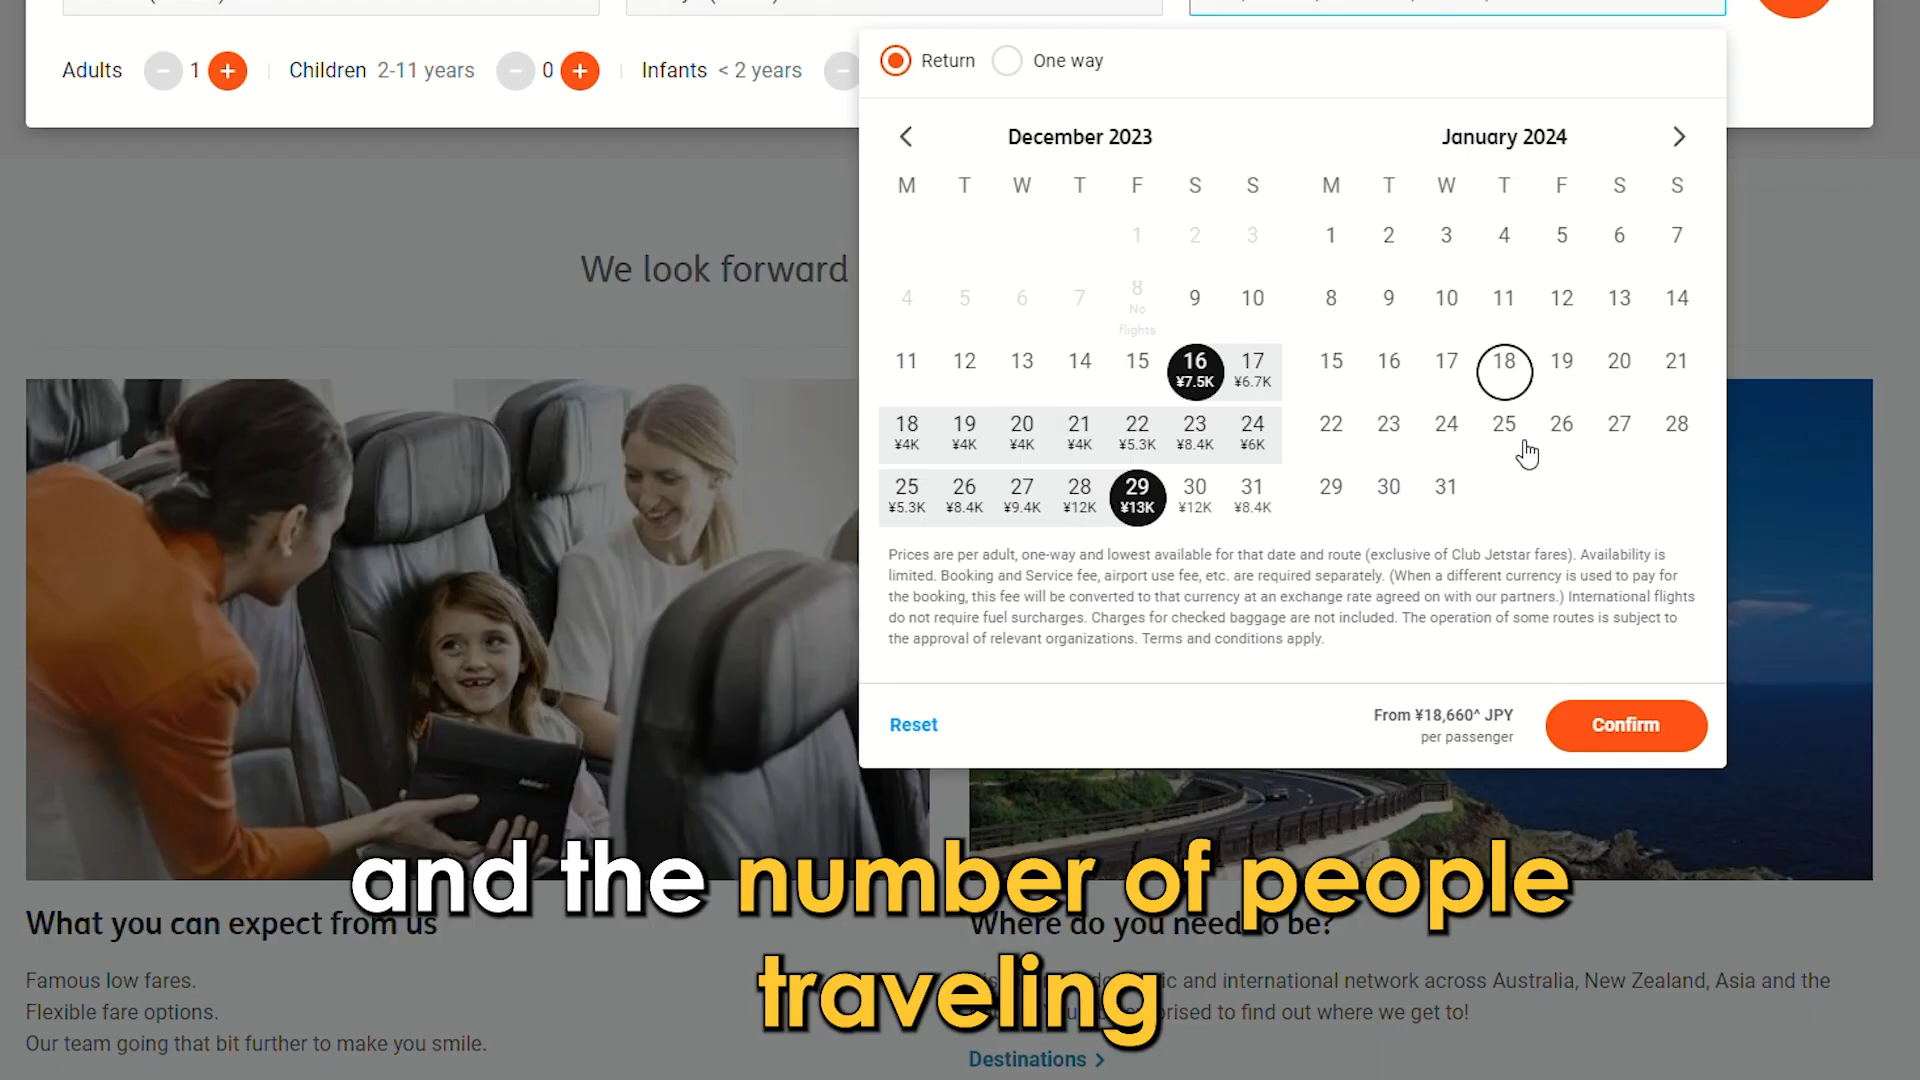 Adults − 1 + Children 2-11 years − 0 + Infants < 2 years −
Return One way
December 2023
M T W T F S S
1 2 3
4 5 6 7 8 9 10
No
flights
11 12 13 14 15 16 17
¥7.5K ¥6.7K
18 19 20 21 22 23 24
¥4K ¥4K ¥4K ¥4K ¥5.3K ¥8.4K ¥6K
25 26 27 28 29 30 31
¥5.3K ¥8.4K ¥9.4K ¥12K ¥13K ¥12K ¥8.4K
January 2024
M T W T F S S
1 2 3 4 5 6 7
8 9 10 11 12 13 14
15 16 17 18 19 20 21
22 23 24 25 26 27 28
29 30 31
Prices are per adult, one-way and lowest available for that date and route (exclusive of Club Jetstar fares). Availability is
limited. Booking and Service fee, airport use fee, etc. are required separately. (When a different currency is used to pay for
the booking, this fee will be converted to that currency at an exchange rate agreed on with our partners.) International flights
do not require fuel surcharges. Charges for checked baggage are not included. The operation of some routes is subject to
the approval of relevant organizations. Terms and conditions apply.
Reset
From ¥18,660^ JPY
per passenger
Confirm
We look forward
and the number of people
traveling
What you can expect from us
Famous low fares.
Flexible fare options.
Our team going that bit further to make you smile.
Where do you need to be?
and international network across Australia, New Zealand, Asia and the
to find out where we get to!
Destinations >